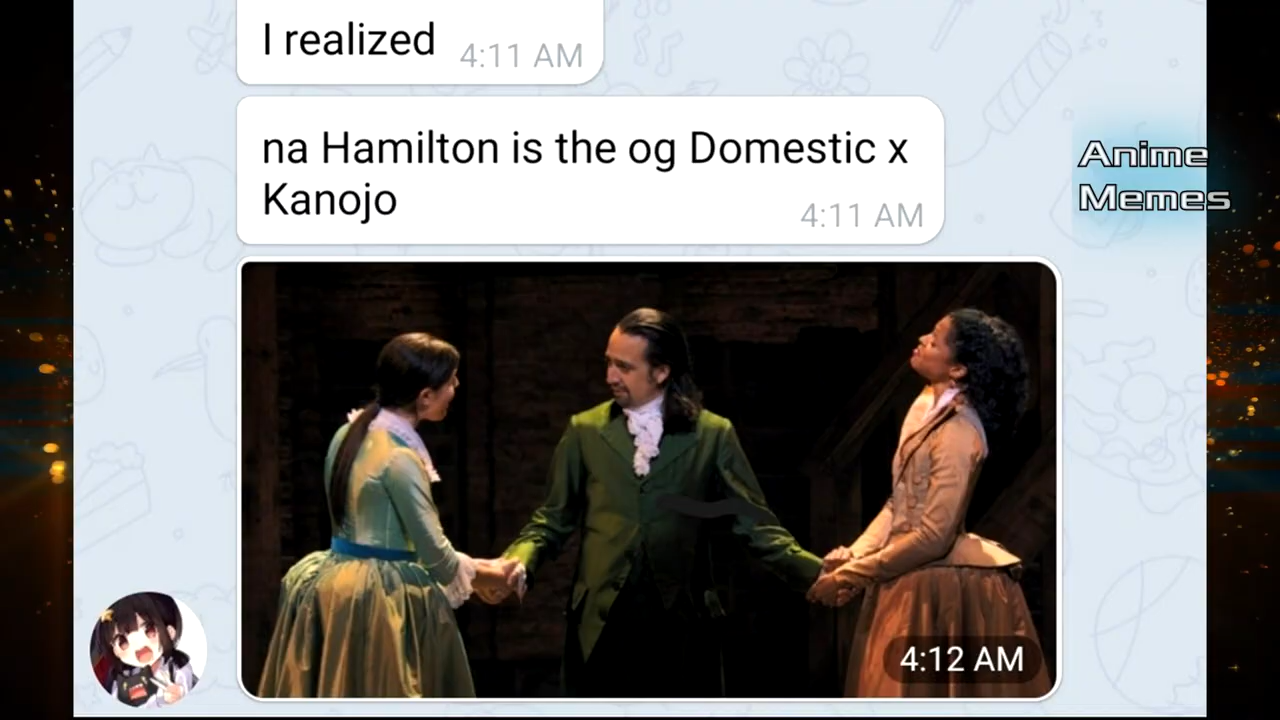 I realized
4:11 AM
na Hamilton is the og Domestic x
Kanojo
4:11 AM
Anime
Memes
4:12 AM